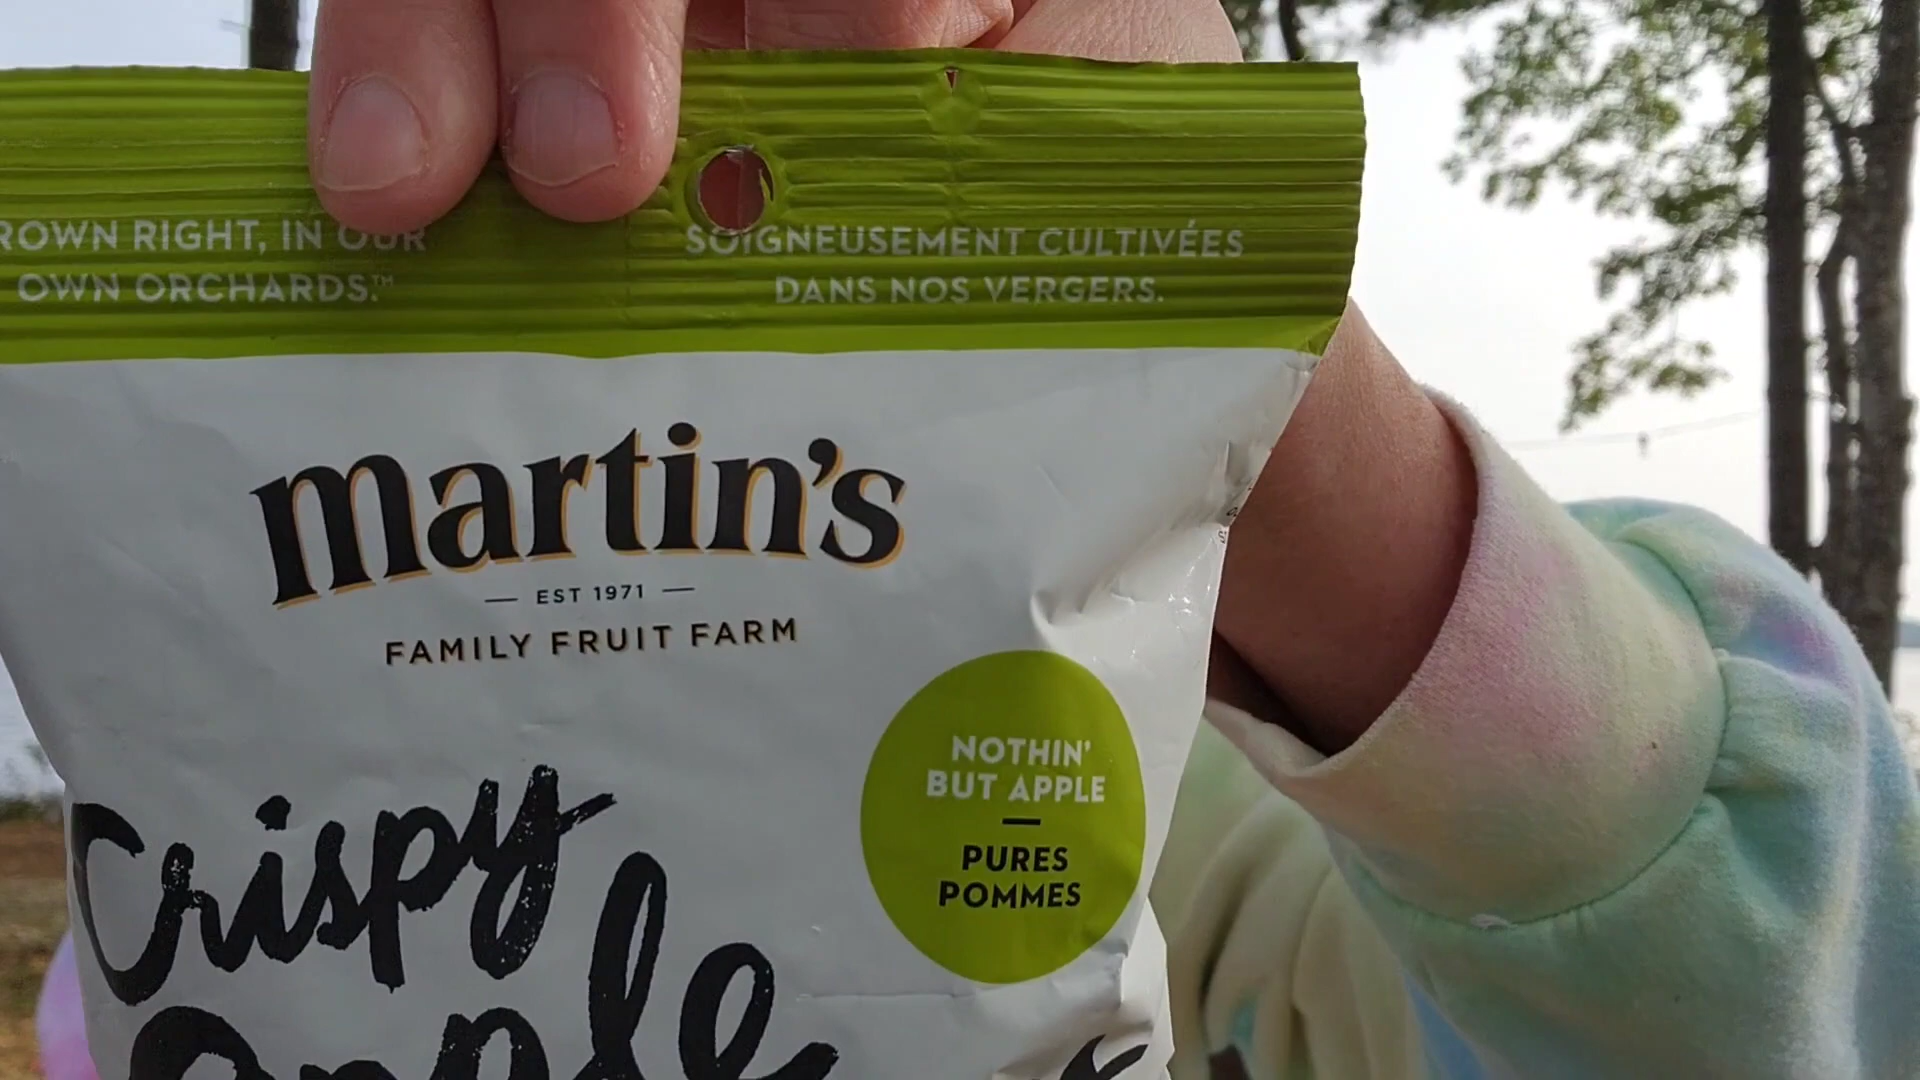 ROWN RIGHT, IN OUR
OWN ORCHARDS.™
SOIGNEUSEMENT CULTIVÉES
DANS NOS VERGERS.
martin's
EST 1971
FAMILY FRUIT FARM
NOTHIN'
BUT APPLE
PURES
POMMES
Crispy
apple